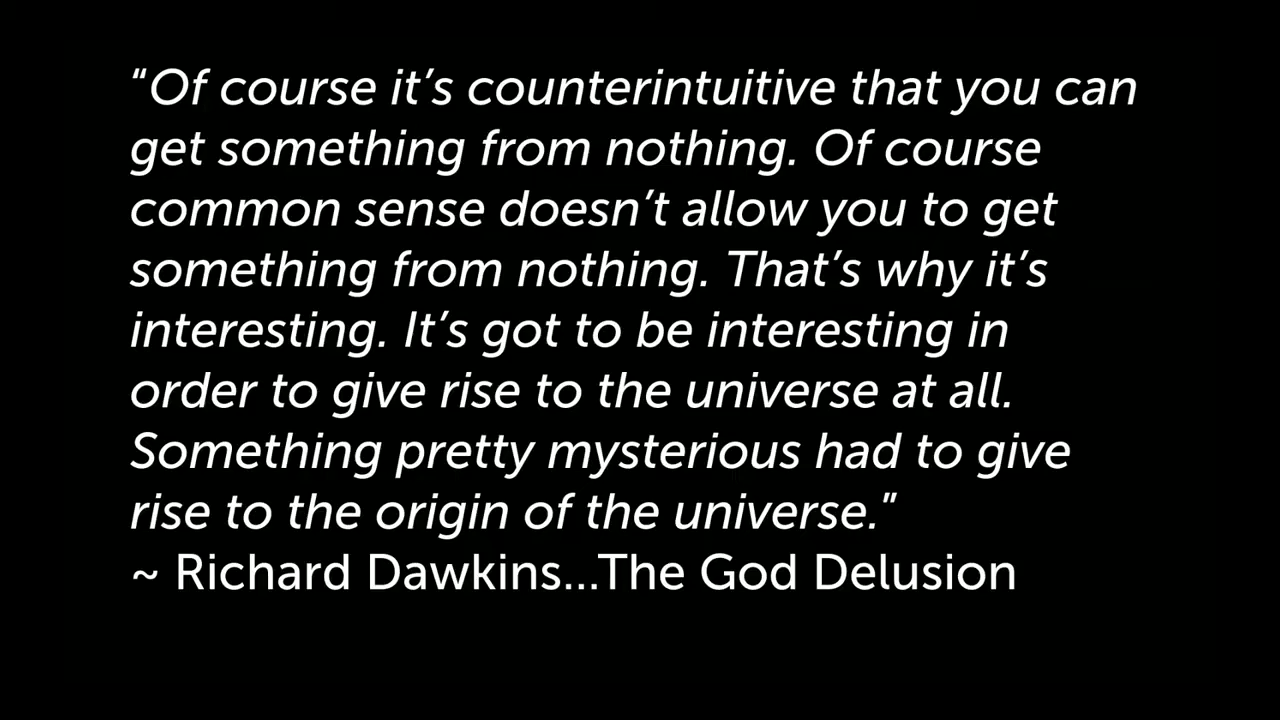 “Of course it’s counterintuitive that you can
get something from nothing. Of course
common sense doesn’t allow you to get
something from nothing. That’s why it’s
interesting. It’s got to be interesting in
order to give rise to the universe at all.
Something pretty mysterious had to give
rise to the origin of the universe.”
~ Richard Dawkins...The God Delusion